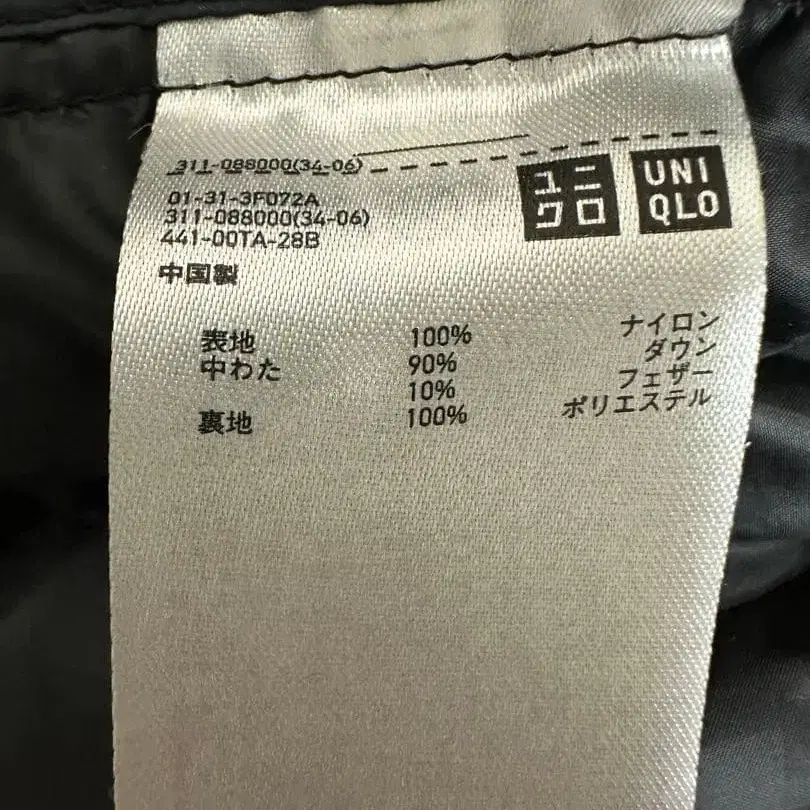 311-088000(34-06)
01-31-3F072A
311-088000(34-06)
441-00TA-28B
中国製
ユニ
クロ
UNI
QLO
表地 100% ナイロン
中わた 90% ダウン
10% フェザー
裏地 100% ポリエステル